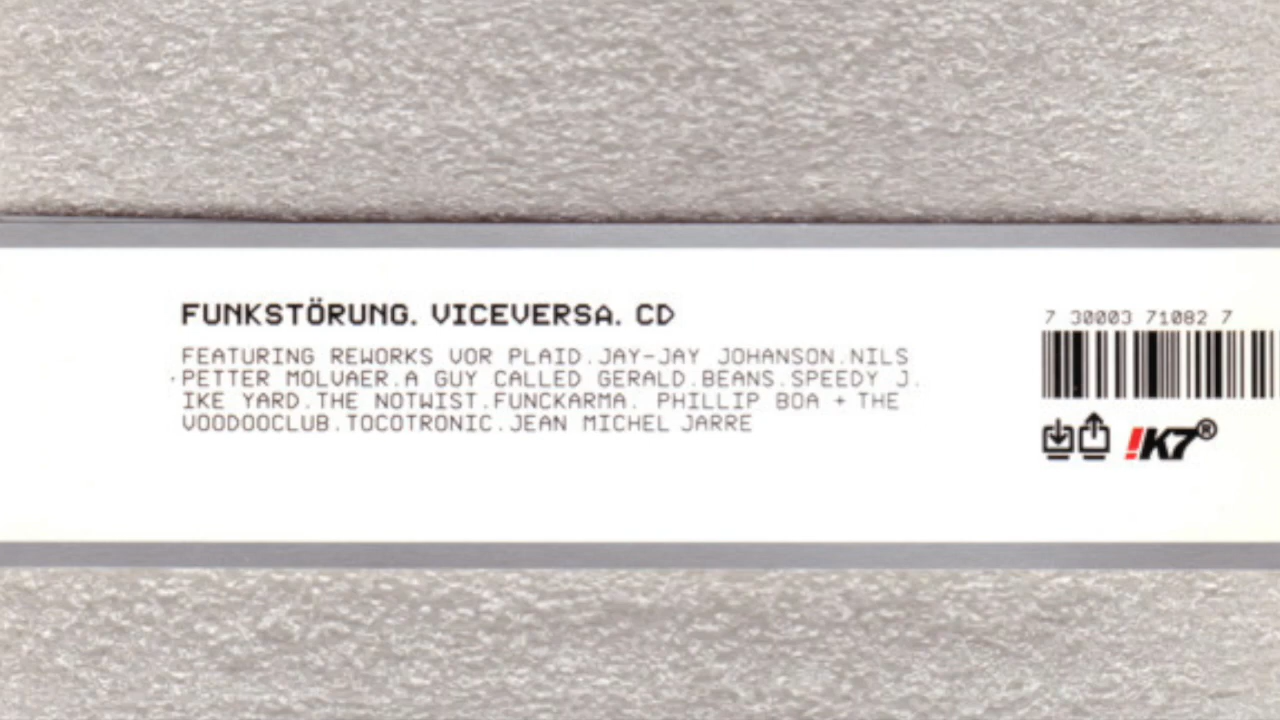 FUNKSTÖRUNG. VICEVERSA. CD
FEATURING REWORKS VOR PLAID.JAY-JAY JOHANSON.NILS
PETTER MOLVAER.A GUY CALLED GERALD.BEANS.SPEEDY J.
IKE YARD.THE NOTWIST.FUNCKARMA. PHILLIP BOA + THE
VOODOOCLUB.TOCOTRONIC.JEAN MICHEL JARRE
7 30003 71082 7
!K7®